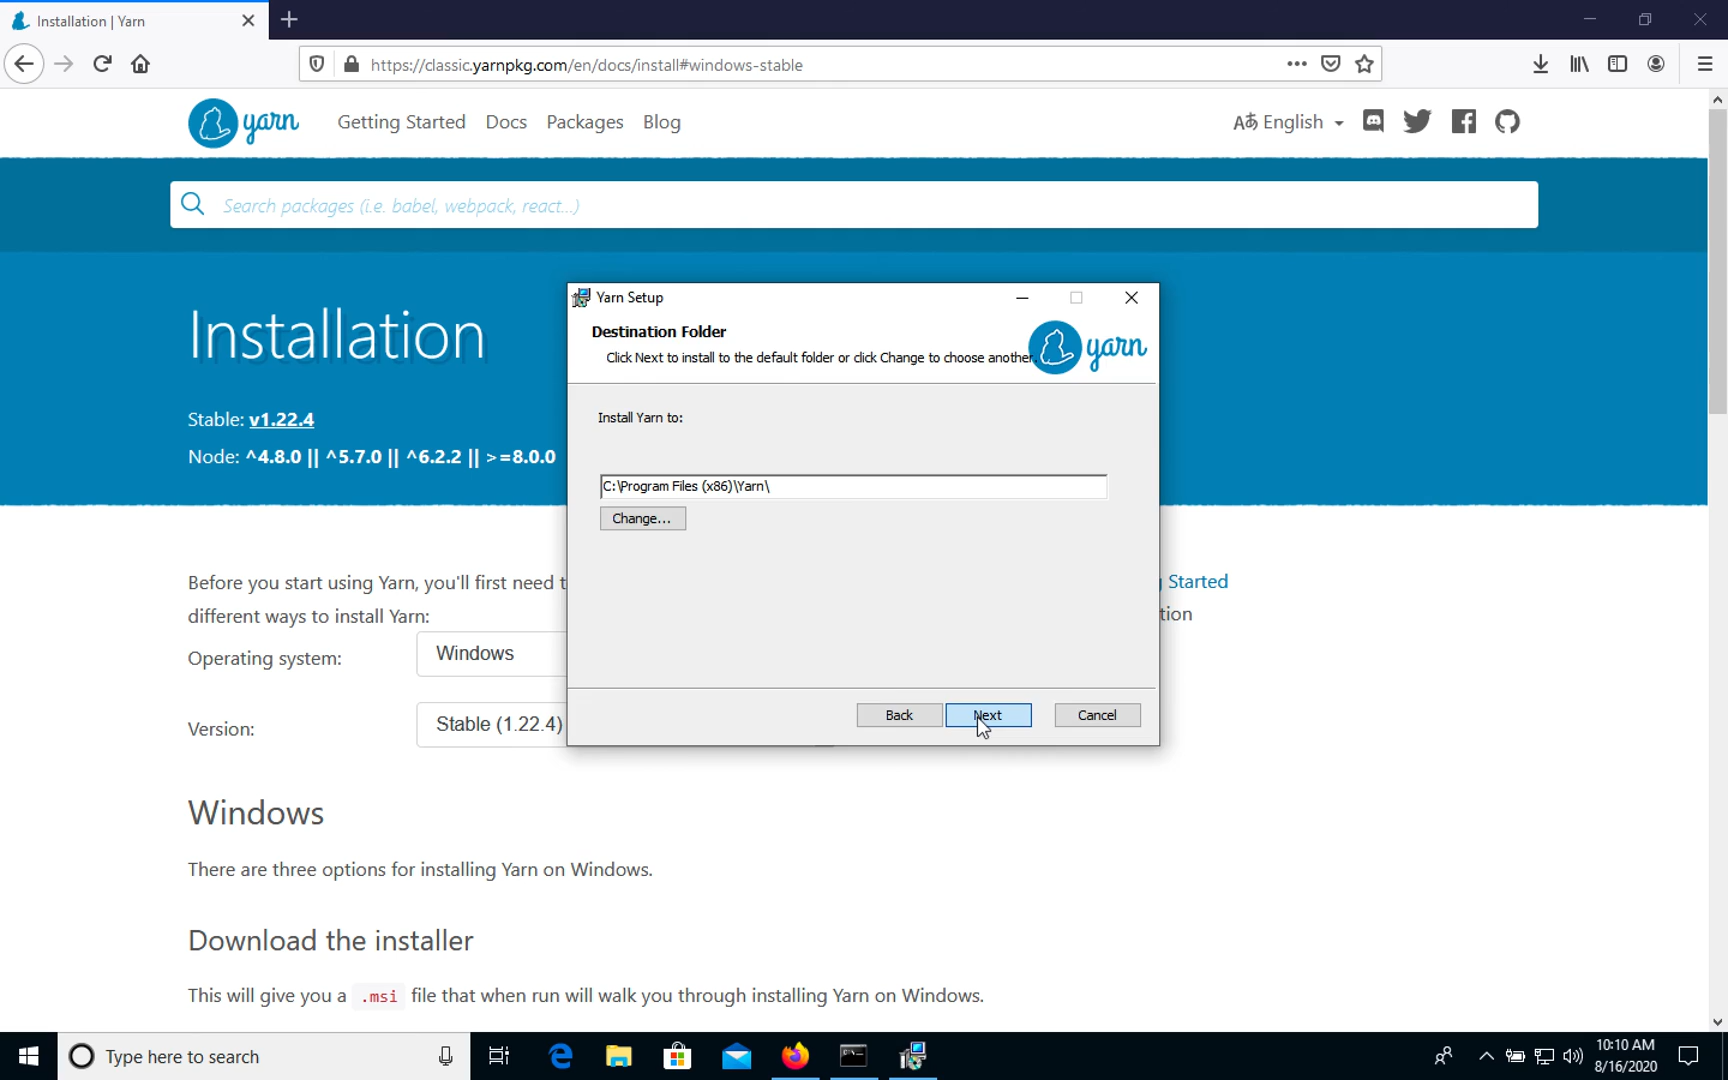 Installation | Yarn
https://classic.yarnpkg.com/en/docs/install#windows-stable
yarn
Getting Started
Docs
Packages
Blog
Aあ English
Search packages (i.e. babel, webpack, react...)
Installation
Stable: v1.22.4
Node: ^4.8.0 || ^5.7.0 || ^6.2.2 || >=8.0.0
Yarn Setup
Destination Folder
Click Next to install to the default folder or click Change to choose another.
yarn
Install Yarn to:
C:\Program Files (x86)\Yarn\
Change...
Back
Next
Cancel
Before you start using Yarn, you'll first need t
Started
different ways to install Yarn:
tion
Operating system:
Windows
Version:
Stable (1.22.4)
Windows
There are three options for installing Yarn on Windows.
Download the installer
This will give you a .msi file that when run will walk you through installing Yarn on Windows.
Type here to search
10:10 AM
8/16/2020